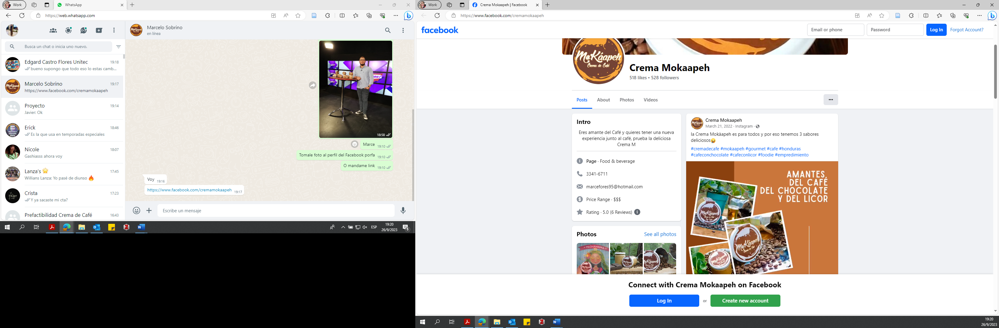 Work
WhatsApp
https://web.whatsapp.com
Busca un chat o inicia uno nuevo.
Edgard Castro Flores Unitec
19:18
bueno supongo que todo eso lo estas camb...
Marcelo Sobrino
19:17
https://www.facebook.com/cremamokaapeh
Proyecto
19:14
Javier: Ok
Erick
18:46
Es la que usa en temporadas especiales
Nicole
18:07
Gashiasss ahora voy
Lanza's
17:45
Willians Lanza: Yo pasé de diunso
Crista
17:23
Y ya sacaste mi cta?
Prefactibilidad Crema de Café
16:43
Marcelo Sobrino
en línea
18:58
Marce 19:10
Tomale foto al perfil del Facebook porfa 19:10
O mandame link 19:10
Voy 19:16
https://www.facebook.com/cremamokaapeh 19:17
Escribe un mensaje
ESP
19:20
26/9/2023
8
Work
Crema Mokaapeh | Facebook
https://www.facebook.com/cremamokaapeh
facebook
Email or phone
Password
Log In
Forgot Account?
MoKáapeh
Crema de Café
Crema Mokaapeh
518 likes • 528 followers
Posts
About
Photos
Videos
Intro
Eres amante del Café y quieres tener una nueva
experiencia junto al café, prueba la deliciosa
Crema M
Page · Food & beverage
3341-6711
marcefores95@hotmail.com
Price Range · $$$
Rating · 5.0 (6 Reviews)
Photos
See all photos
PACHAMAMA
Crema Mokaapeh
March 21, 2022 · Instagram ·
la Crema Mokàapeh es para todos y por eso tenemos 3 sabores
deliciosos
#cremadecafe #mokaapeh #gourmet #cafe #honduras
#cafeconchocolate #cafeconlicor #foodie #empredimiento
AMANTES,
DEL CAFÉ
DEL CHOCOLATE
Y DEL LICOR
MoKáapeh
MoKáapeh
Crema de Café
MoKáapeh
Connect with Crema Mokaapeh on Facebook
Log In
or
Create new account
19:20
26/9/2023